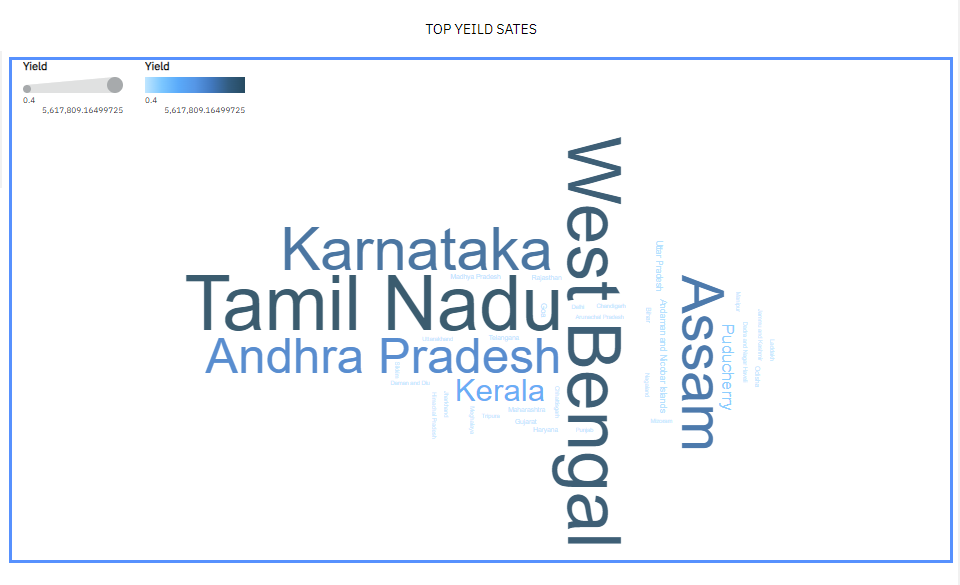 TOP YEILD SATES
Yield
0.4
5,617,809.16499725
Yield
0.4
5,617,809.16499725
West Bengal
Karnataka
Tamil Nadu
Andhra Pradesh
Kerala
Assam
Puducherry
Uttar Pradesh
Andaman and Nicobar Islands
Madhya Pradesh
Rajasthan
Goa
Delhi
Chandigarh
Arunachal Pradesh
Uttarakhand
Telangana
Sikkim
Daman and Diu
Himachal Pradesh
Jharkhand
Meghalaya
Tripura
Maharashtra
Gujarat
Haryana
Chhattisgarh
Punjab
Bihar
Nagaland
Mizoram
Manipur
Dadra and Nagar Haveli
Jammu and Kashmir
Odisha
Ladakh